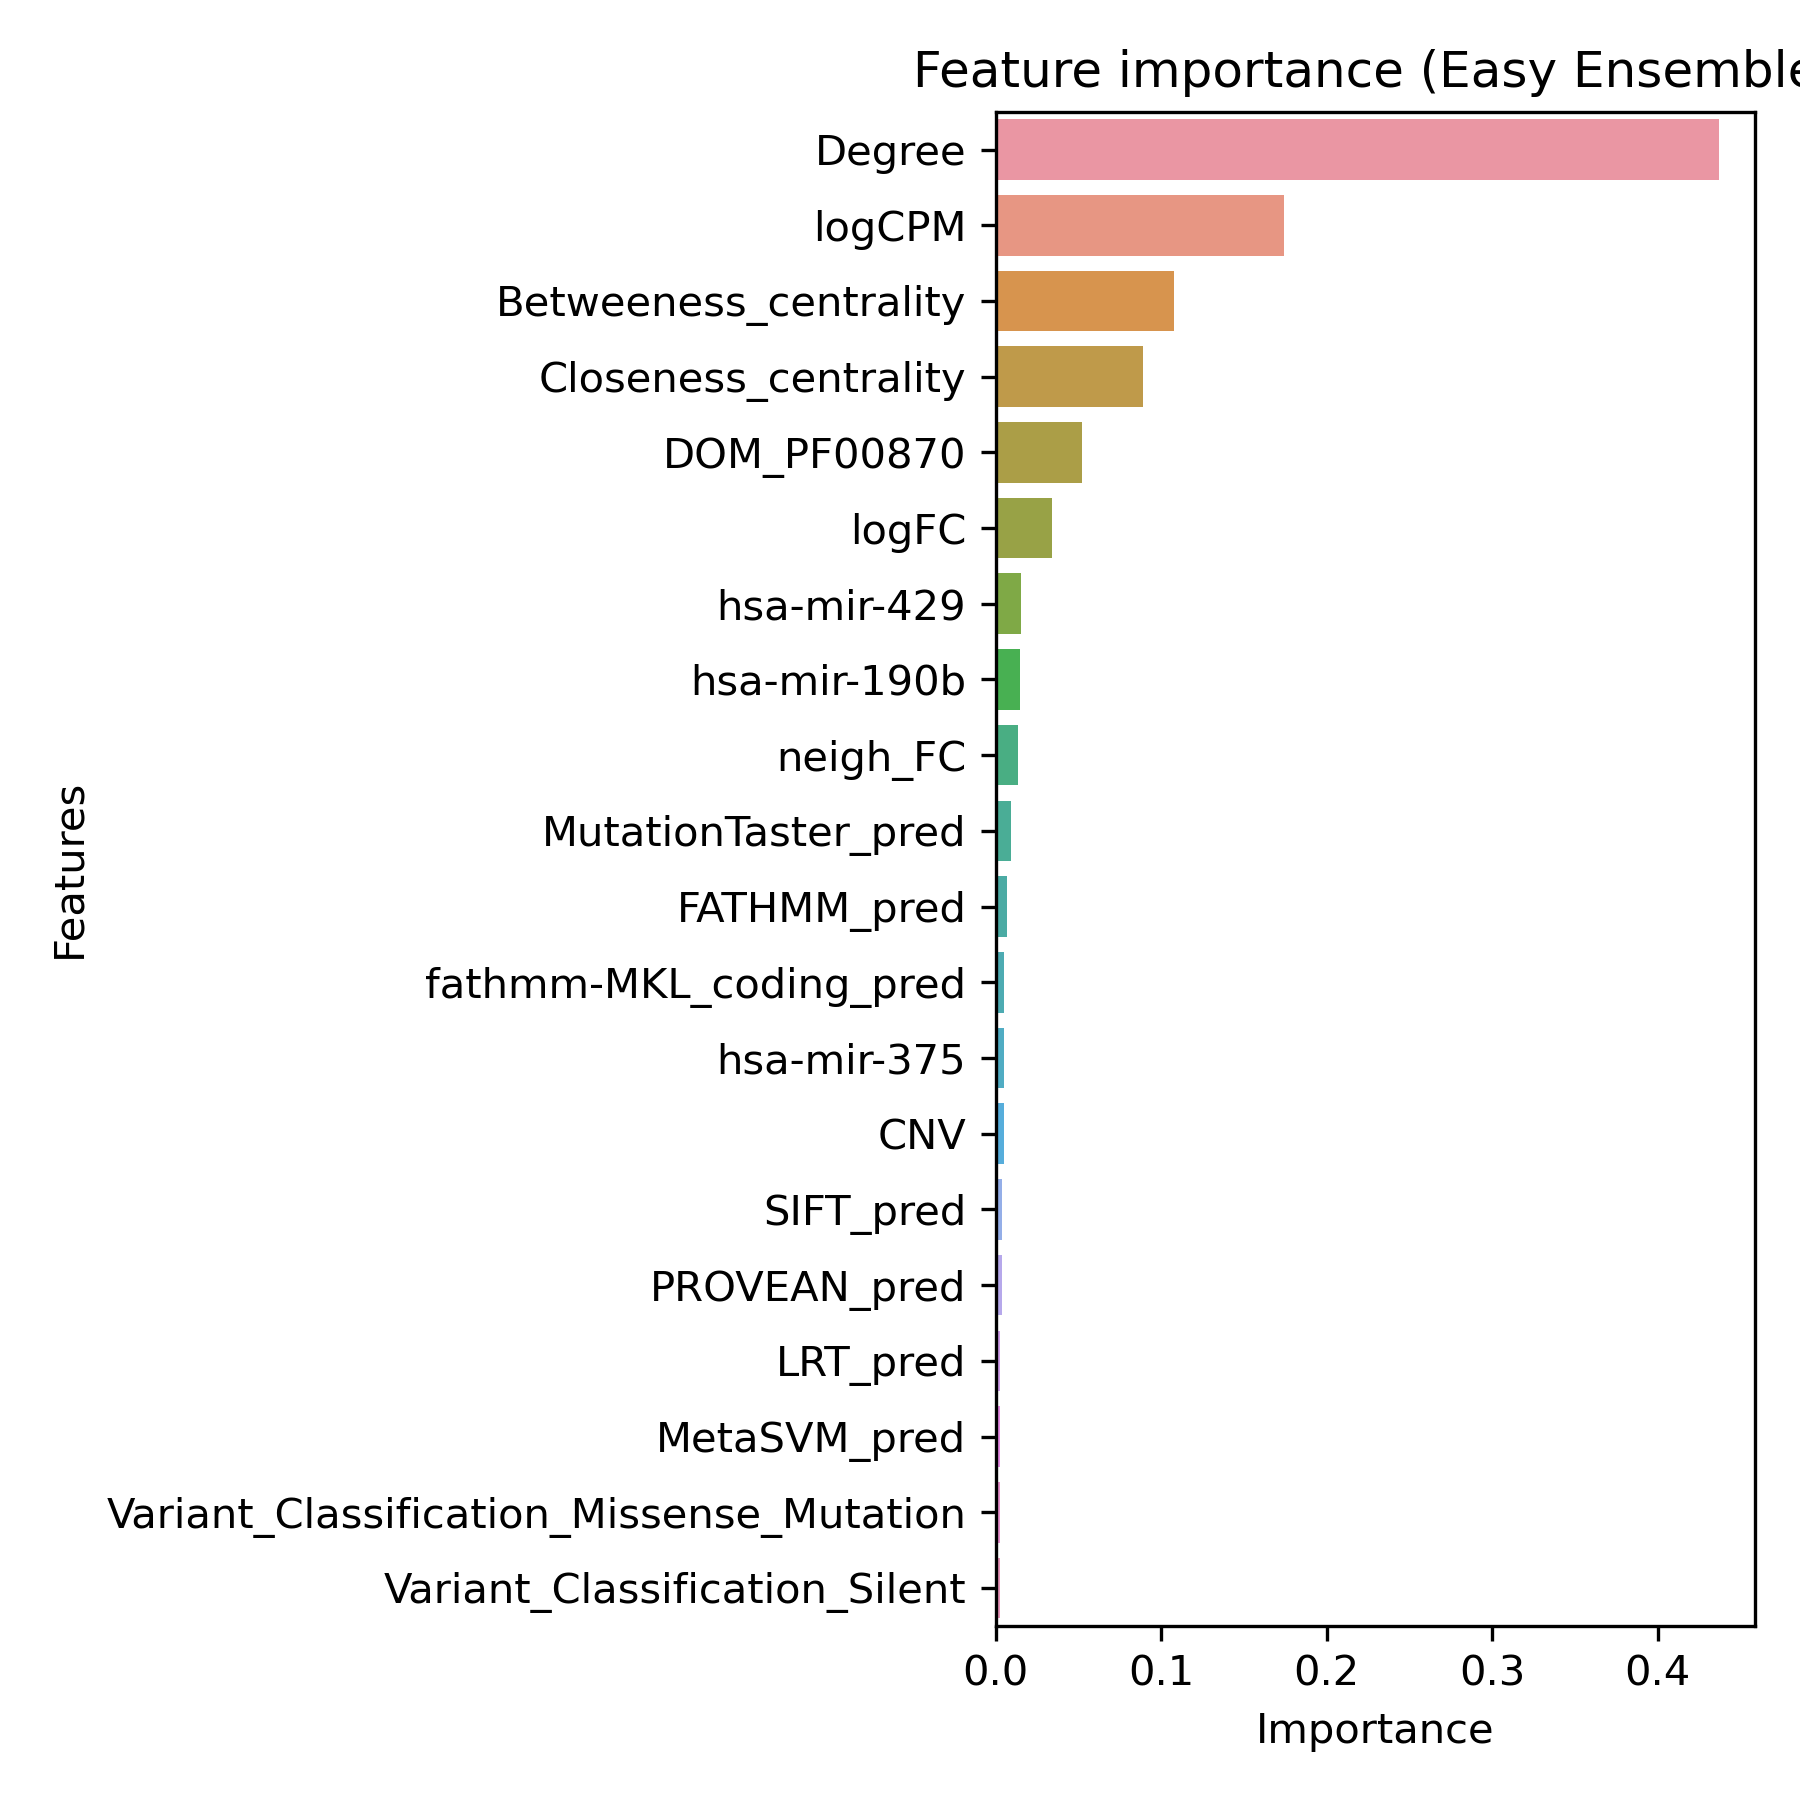 Feature importance (Easy Ensemble
Degree
logCPM
Betweeness_centrality
Closeness_centrality
DOM_PF00870
logFC
hsa-mir-429
hsa-mir-190b
neigh_FC
MutationTaster_pred
FATHMM_pred
fathmm-MKL_coding_pred
hsa-mir-375
CNV
SIFT_pred
PROVEAN_pred
LRT_pred
MetaSVM_pred
Variant_Classification_Missense_Mutation
Variant_Classification_Silent
Features
0.0 0.1 0.2 0.3 0.4
Importance